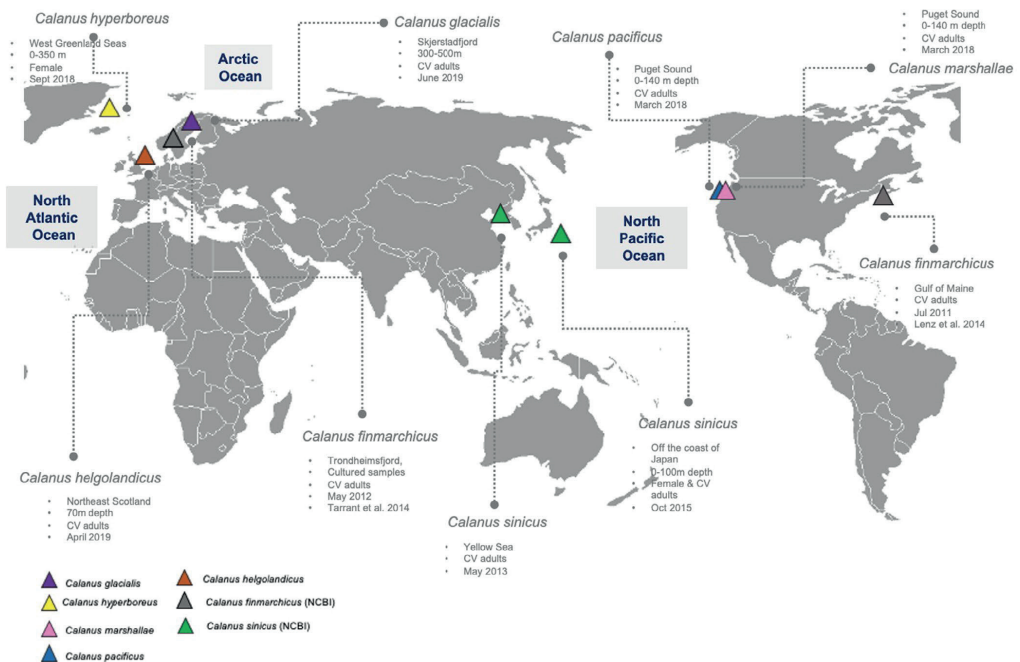 Calanus hyperboreus
• West Greenland Seas
• 0-350 m
• Female
• Sept 2018
Arctic
Ocean
Calanus glacialis
• Skjerstadfjord
• 300-500m
• CV adults
• June 2019
Calanus pacificus
• Puget Sound
• 0-140 m depth
• CV adults
• March 2018
• Puget Sound
• 0-140 m depth
• CV adults
• March 2018
Calanus marshallae
North
Atlantic
Ocean
North
Pacific
Ocean
Calanus finmarchicus
• Gulf of Maine
• CV adults
• Jul 2011
• Lenz et al. 2014
Calanus helgolandicus
• Northeast Scotland
• 70m depth
• CV adults
• April 2019
Calanus finmarchicus
• Trondheimsfjord,
• Cultured samples
• CV adults
• May 2012
• Tarrant et al. 2014
Calanus sinicus
• Yellow Sea
• CV adults
• May 2013
Calanus sinicus
• Off the coast of
Japan
• 0-100m depth
• Female & CV
adults
• Oct 2015
Calanus glacialis
Calanus hyperboreus
Calanus marshallae
Calanus pacificus
Calanus helgolandicus
Calanus finmarchicus (NCBI)
Calanus sinicus (NCBI)